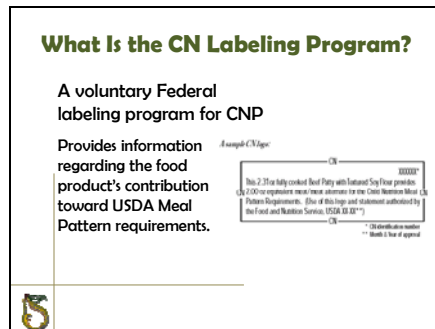 What Is the CN Labeling Program?
A voluntary Federal
labeling program for CNP
Provides information
regarding the food
product's contribution
toward USDA Meal
Pattern requirements.
A sample CN logo:
CN
XXXXXX*
This 2.31 oz fully cooked Beef Patty with Textured Soy Flour provides
CN 2.00 oz equivalent meat/meat alternate for the Child Nutrition Meal CN
Pattern Requirements. (Use of this logo and statement authorized by
the Food and Nutrition Service, USDA XX-XX**)
CN
* CN identification number
** Month & Year of approval